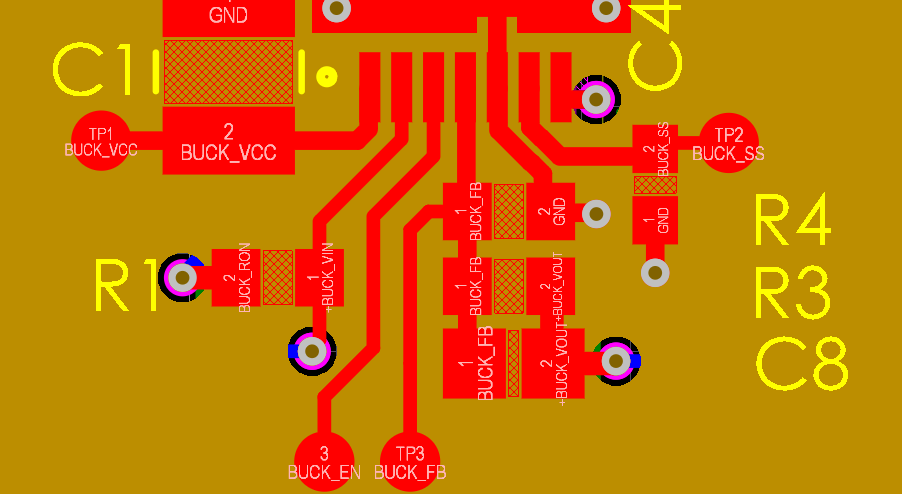 GND
C1
C4
2
BUCK_VCC
TP1
BUCK_VCC
2
BUCK_SS
TP2
BUCK_SS
1
BUCK_FB
2
GND
1
GND
R4
R1
2
BUCK_RON
1
+BUCK_VIN
1
BUCK_FB
2
+BUCK_VOUT
R3
1
BUCK_FB
2
+BUCK_VOUT
C8
3
BUCK_EN
TP3
BUCK_FB